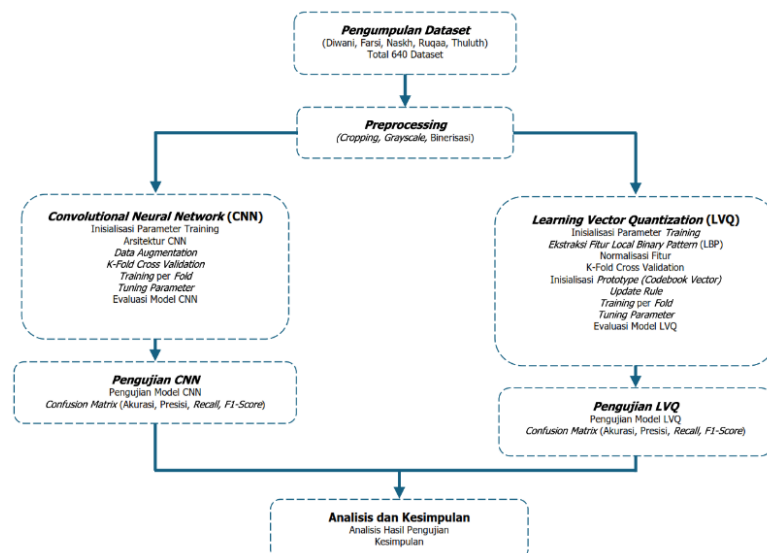 Pengumpulan Dataset
(Diwani, Farsi, Naskh, Ruqaa, Thuluth)
Total 640 Dataset
Preprocessing
(Cropping, Grayscale, Binerisasi)
Convolutional Neural Network (CNN)
Inisialisasi Parameter Training
Arsitektur CNN
Data Augmentation
K-Fold Cross Validation
Training per Fold
Tuning Parameter
Evaluasi Model CNN
Learning Vector Quantization (LVQ)
Inisialisasi Parameter Training
Ekstraksi Fitur Local Binary Pattern (LBP)
Normalisasi Fitur
K-Fold Cross Validation
Inisialisasi Prototype (Codebook Vector)
Update Rule
Training per Fold
Tuning Parameter
Evaluasi Model LVQ
Pengujian CNN
Pengujian Model CNN
Confusion Matrix (Akurasi, Presisi, Recall, F1-Score)
Pengujian LVQ
Pengujian Model LVQ
Confusion Matrix (Akurasi, Presisi, Recall, F1-Score)
Analisis dan Kesimpulan
Analisis Hasil Pengujian
Kesimpulan